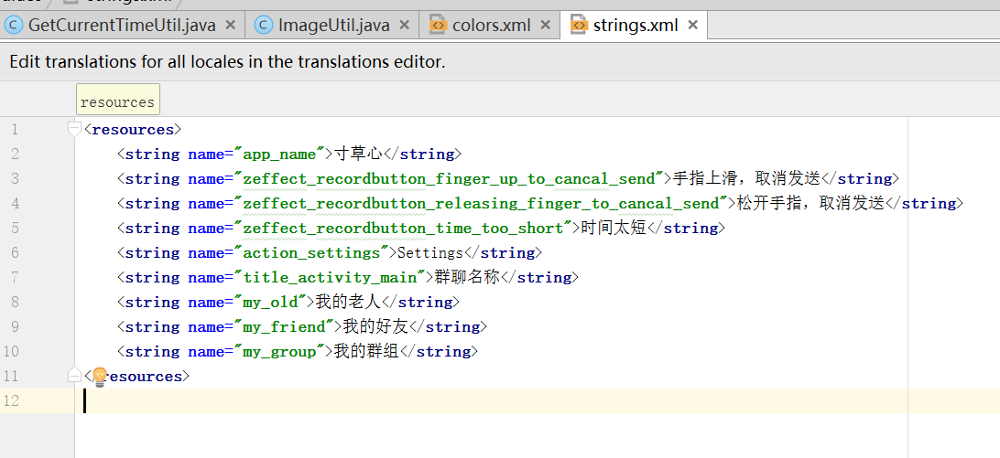 strings.xml
GetCurrentTimeUtil.java
ImageUtil.java
colors.xml
strings.xml
Edit translations for all locales in the translations editor.
resources
1 <resources>
2 <string name="app_name">寸草心</string>
3 <string name="zeffect_recordbutton_finger_up_to_cancal_send">手指上滑，取消发送</string>
4 <string name="zeffect_recordbutton_releasing_finger_to_cancal_send">松开手指，取消发送</string>
5 <string name="zeffect_recordbutton_time_too_short">时间太短</string>
6 <string name="action_settings">Settings</string>
7 <string name="title_activity_main">群聊名称</string>
8 <string name="my_old">我的老人</string>
9 <string name="my_friend">我的好友</string>
10 <string name="my_group">我的群组</string>
11 </resources>
12